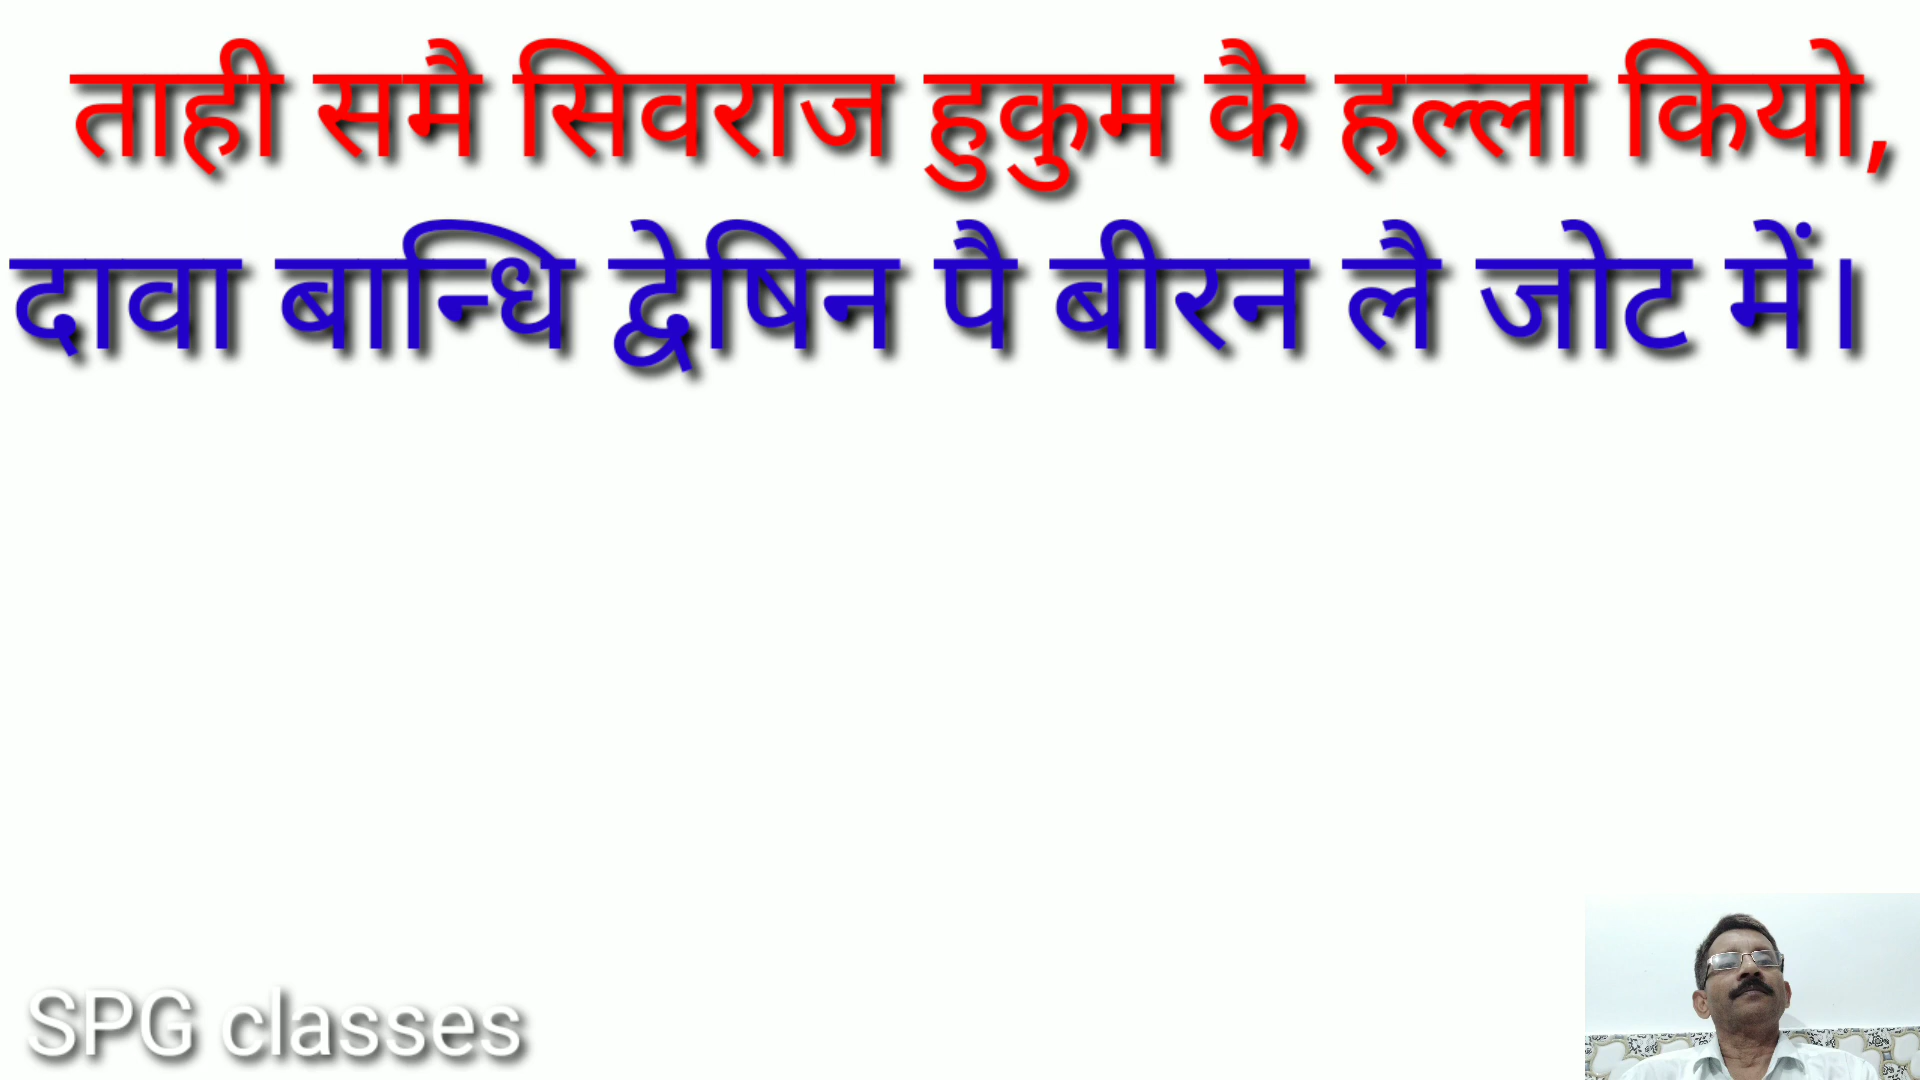 ताही समै सिवराज हुकुम कै हल्ला कियो,
दावा बान्धि द्वेषिन पै बीरन लै जोट में।
SPG classes